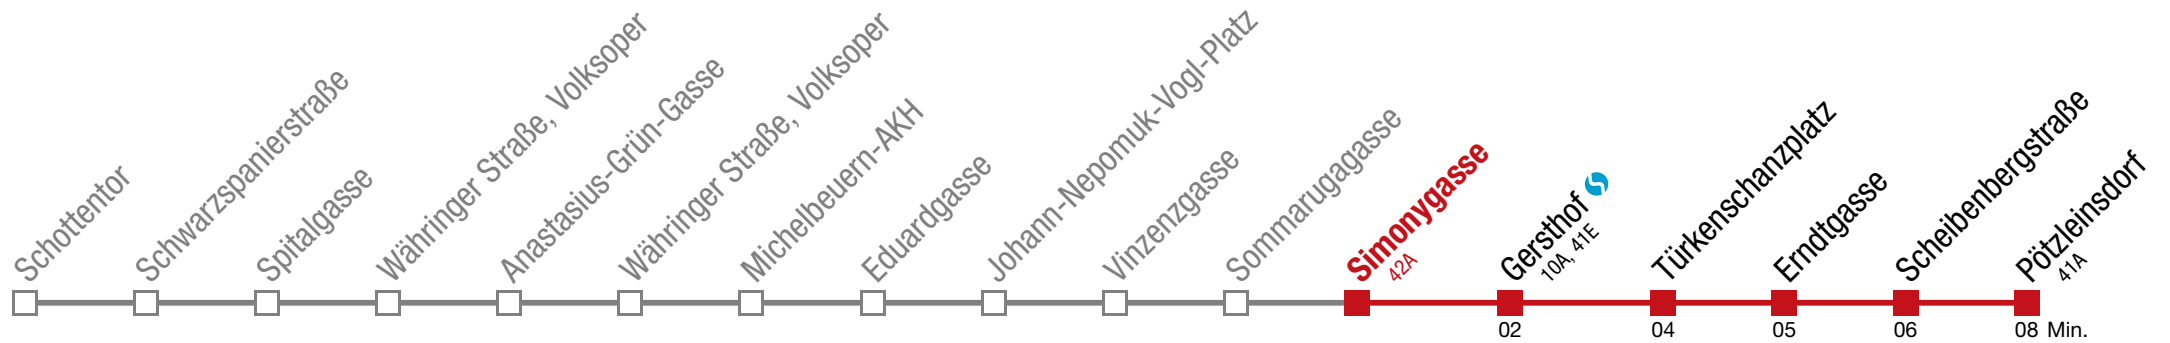 Schottentor
Schwarzspanierstraße
Spitalgasse
Währinger Straße, Volksoper
Anastasius-Grün-Gasse
Währinger Straße, Volksoper
Michelbeuern-AKH
Eduardgasse
Johann-Nepomuk-Vogl-Platz
Vinzenzgasse
Sommarugagasse
Simonygasse
42A
Gersthof
10A, 41E
Türkenschanzplatz
Erndtgasse
Scheibenbergstraße
Pötzleinsdorf
41A
02 04 05 06 08 Min.